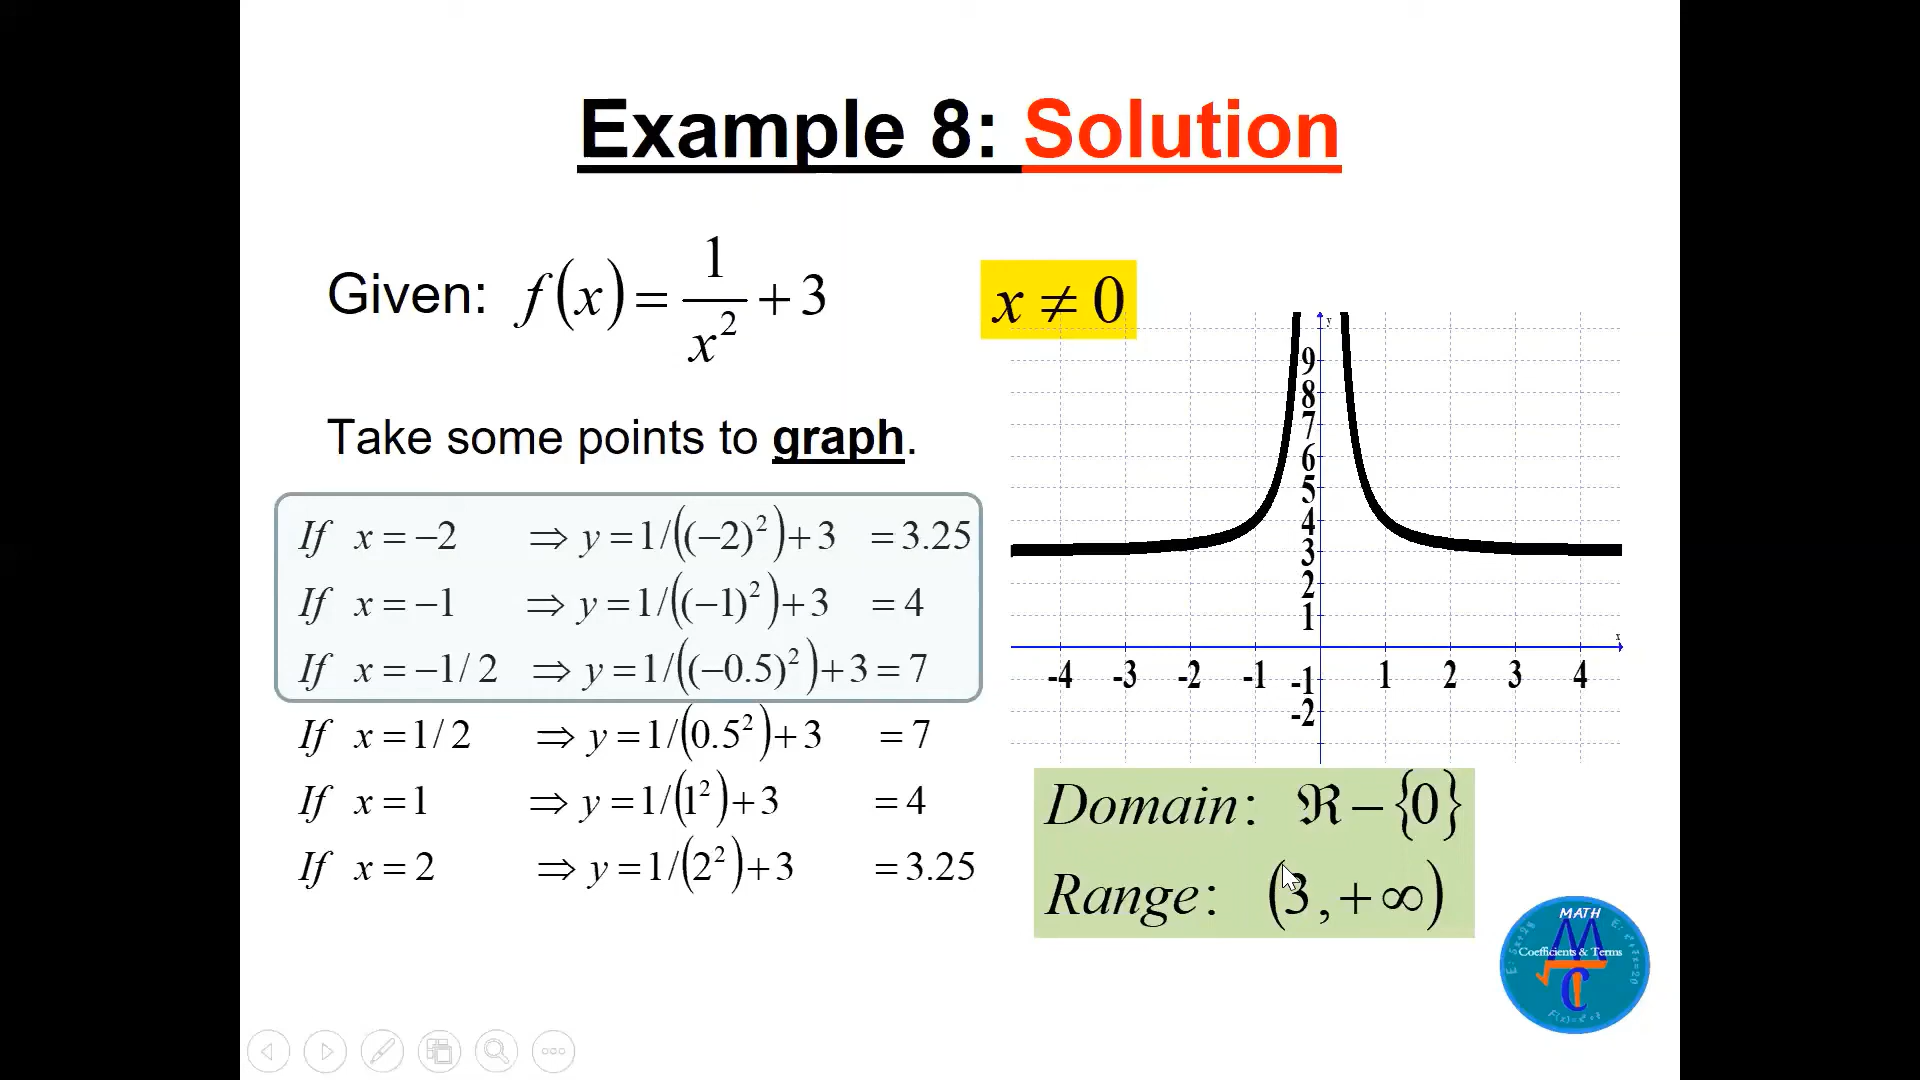 Example 8: Solution
Given: f(x) = 1/x² + 3
x ≠ 0
Take some points to graph.
If x = −2 ⇒ y = 1/((−2)²) + 3 = 3.25
If x = −1 ⇒ y = 1/((−1)²) + 3 = 4
If x = −1/2 ⇒ y = 1/((−0.5)²) + 3 = 7
If x = 1/2 ⇒ y = 1/(0.5²) + 3 = 7
If x = 1 ⇒ y = 1/(1²) + 3 = 4
If x = 2 ⇒ y = 1/(2²) + 3 = 3.25
y
9
8
7
6
5
4
3
2
1
x
-4 -3 -2 -1 1 2 3 4
-1
-2
Domain: ℜ − {0}
Range: (3, + ∞)
MATH
Coefficients & Terms